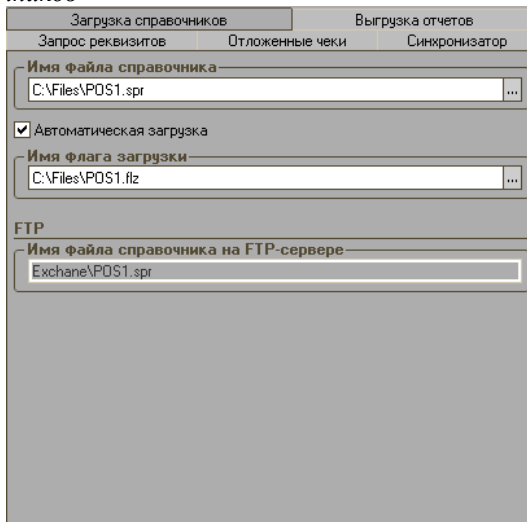 Загрузка справочников Выгрузка отчетов
Запрос реквизитов Отложенные чеки Синхронизатор
Имя файла справочника
C:\Files\POS1.spr ...
Автоматическая загрузка
Имя флага загрузки
C:\Files\POS1.flz ...
FTP
Имя файла справочника на FTP-сервере
Exchane\POS1.spr